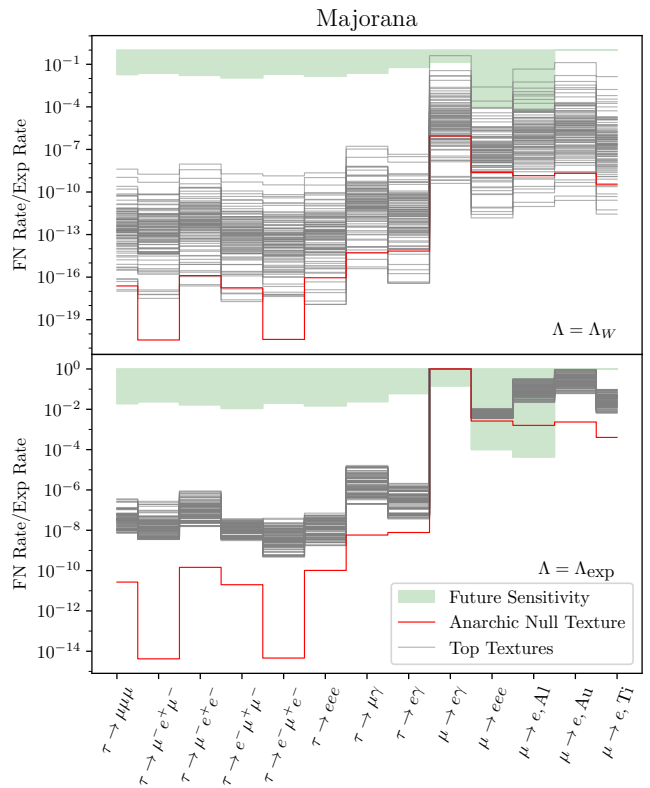 Majorana
FN Rate/Exp Rate
10⁻¹
10⁻⁴
10⁻⁷
10⁻¹⁰
10⁻¹³
10⁻¹⁶
10⁻¹⁹
Λ = Λ_W
FN Rate/Exp Rate
10⁰
10⁻²
10⁻⁴
10⁻⁶
10⁻⁸
10⁻¹⁰
10⁻¹²
10⁻¹⁴
Λ = Λ_exp
Future Sensitivity
Anarchic Null Texture
Top Textures
τ → μμμ
τ → μ⁻e⁺μ⁻
τ → μ⁻e⁺e⁻
τ → e⁻μ⁺μ⁻
τ → e⁻μ⁺e⁻
τ → eee
τ → μγ
τ → eγ
μ → eγ
μ → eee
μ → e, Al
μ → e, Au
μ → e, Ti